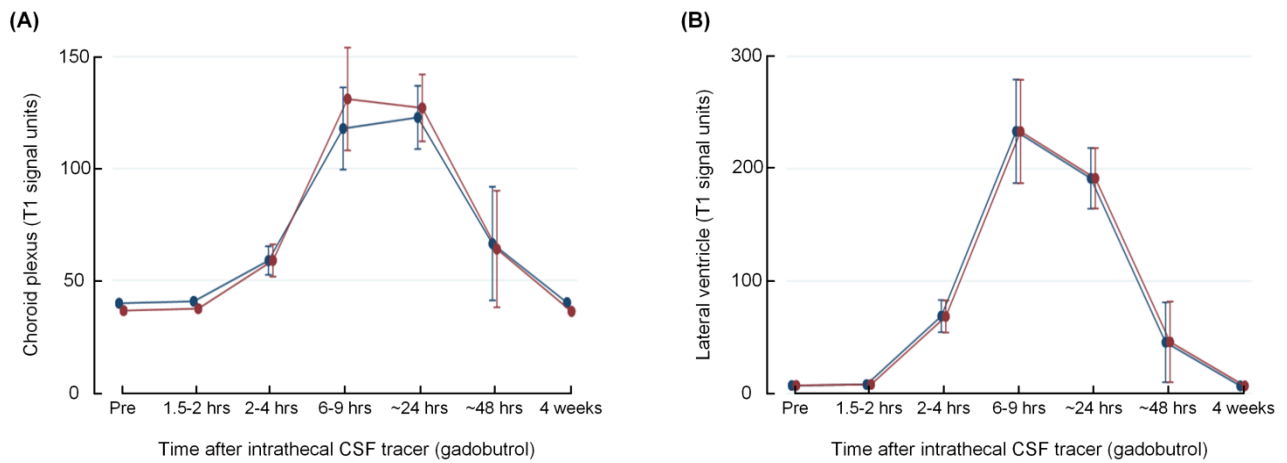 (A)
Choroid plexus (T1 signal units)
150
100
50
0
Pre 1.5-2 hrs 2-4 hrs 6-9 hrs ~24 hrs ~48 hrs 4 weeks
Time after intrathecal CSF tracer (gadobutrol)
(B)
Lateral ventricle (T1 signal units)
300
200
100
0
Pre 1.5-2 hrs 2-4 hrs 6-9 hrs ~24 hrs ~48 hrs 4 weeks
Time after intrathecal CSF tracer (gadobutrol)